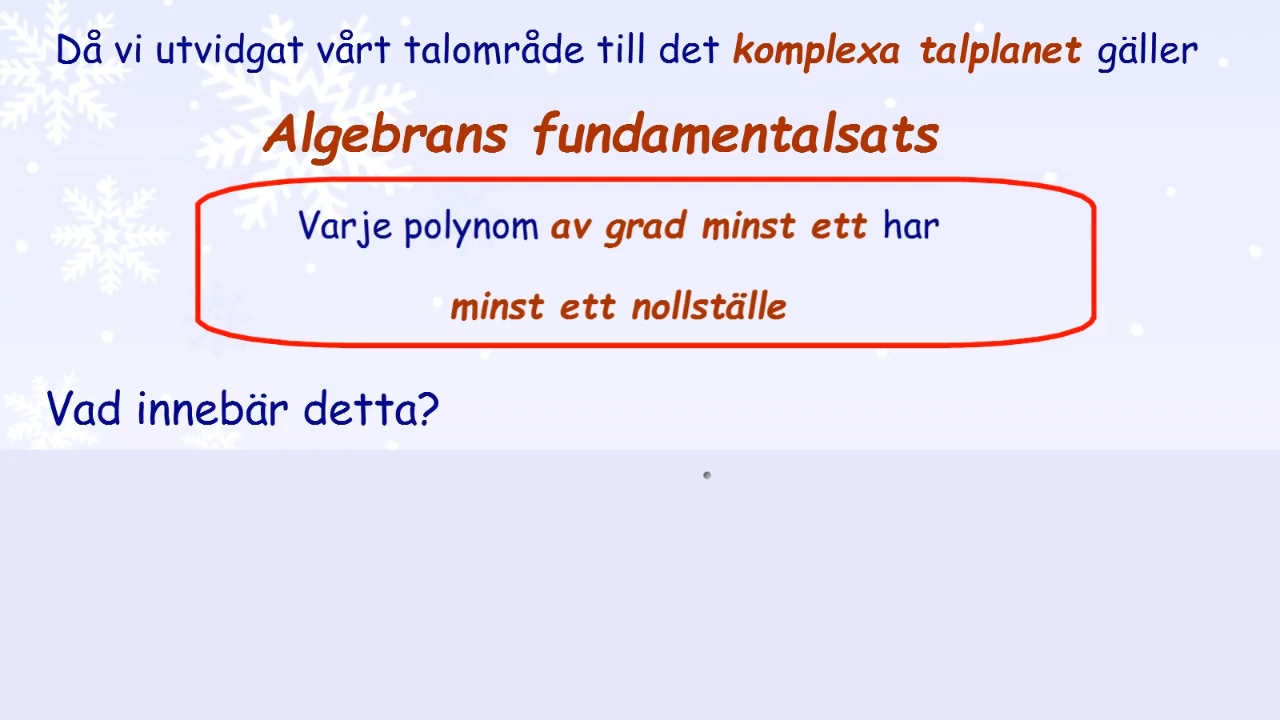 Då vi utvidgat vårt talområde till det komplexa talplanet gäller
Algebrans fundamentalsats
Varje polynom av grad minst ett har
minst ett nollställe
Vad innebär detta?